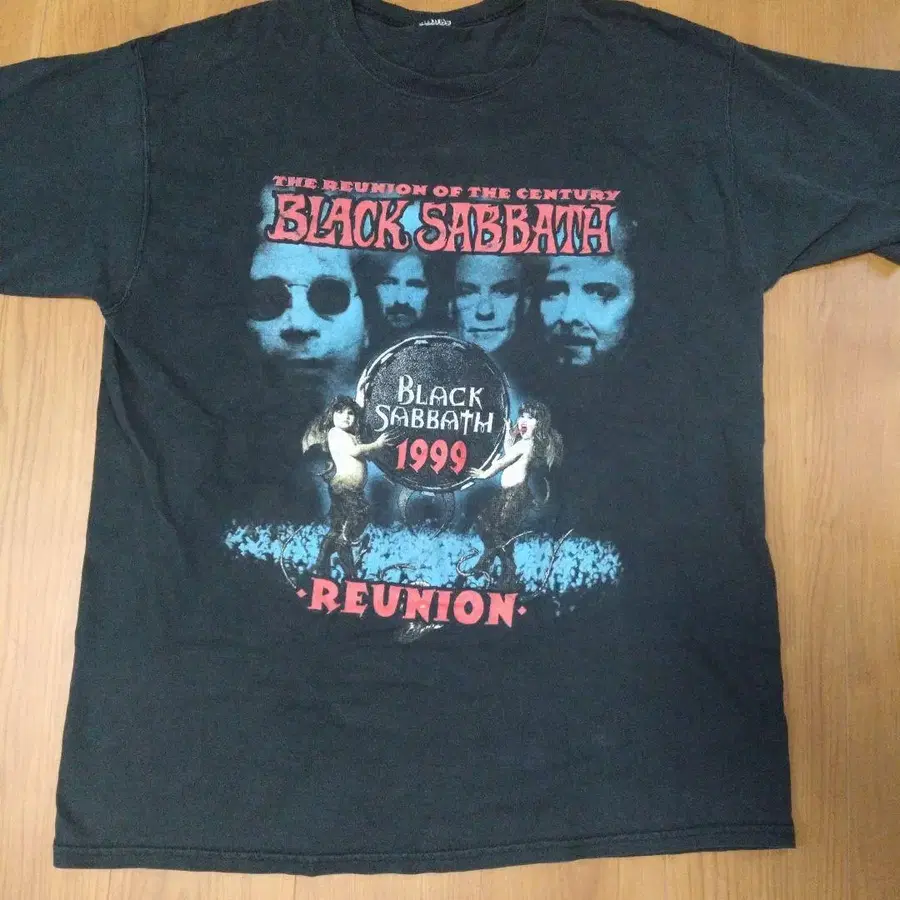 THE REUNION OF THE CENTURY
BLACK SABBATH
BLACK
SABBATH
1999
·REUNION·